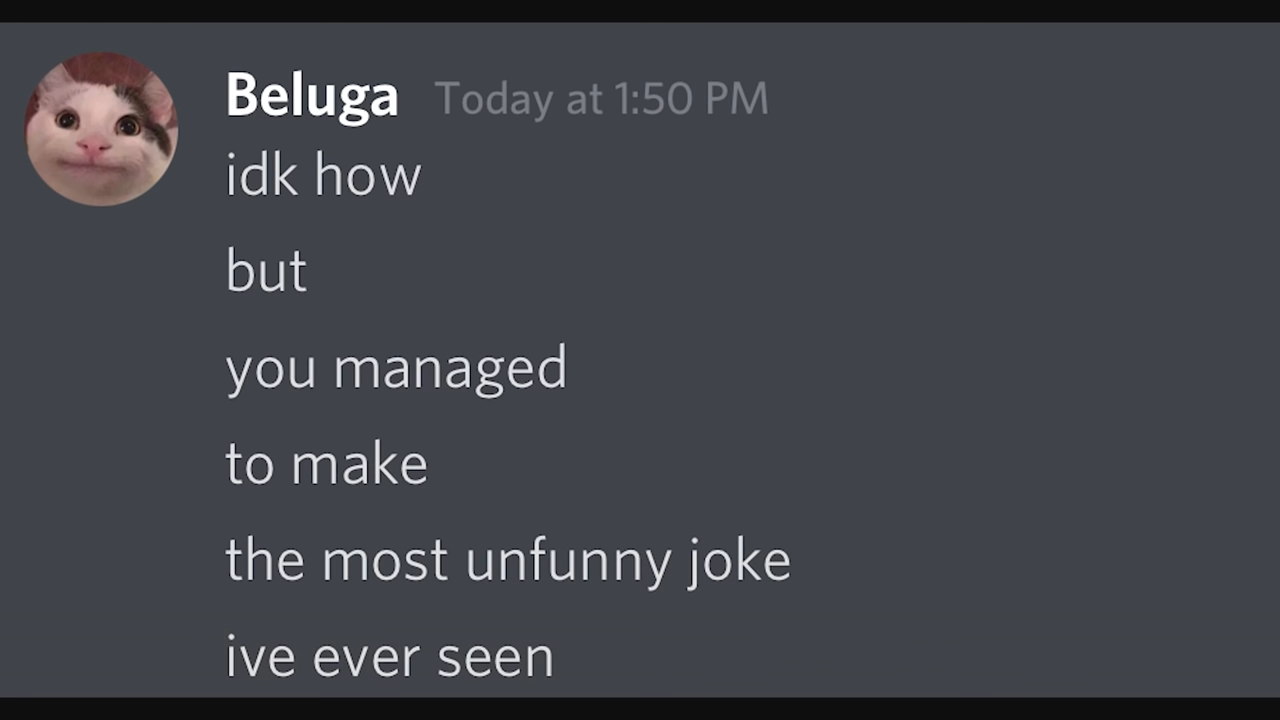 Beluga Today at 1:50 PM
idk how
but
you managed
to make
the most unfunny joke
ive ever seen